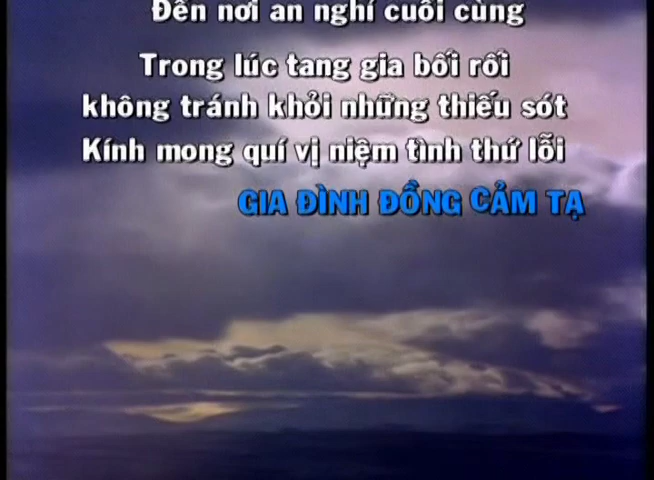 Đến nơi an nghỉ cuối cùng
Trong lúc tang gia bối rối
không tránh khỏi những thiếu sót
Kính mong quí vị niệm tình thứ lỗi
GIA ĐÌNH ĐỒNG CẢM TẠ